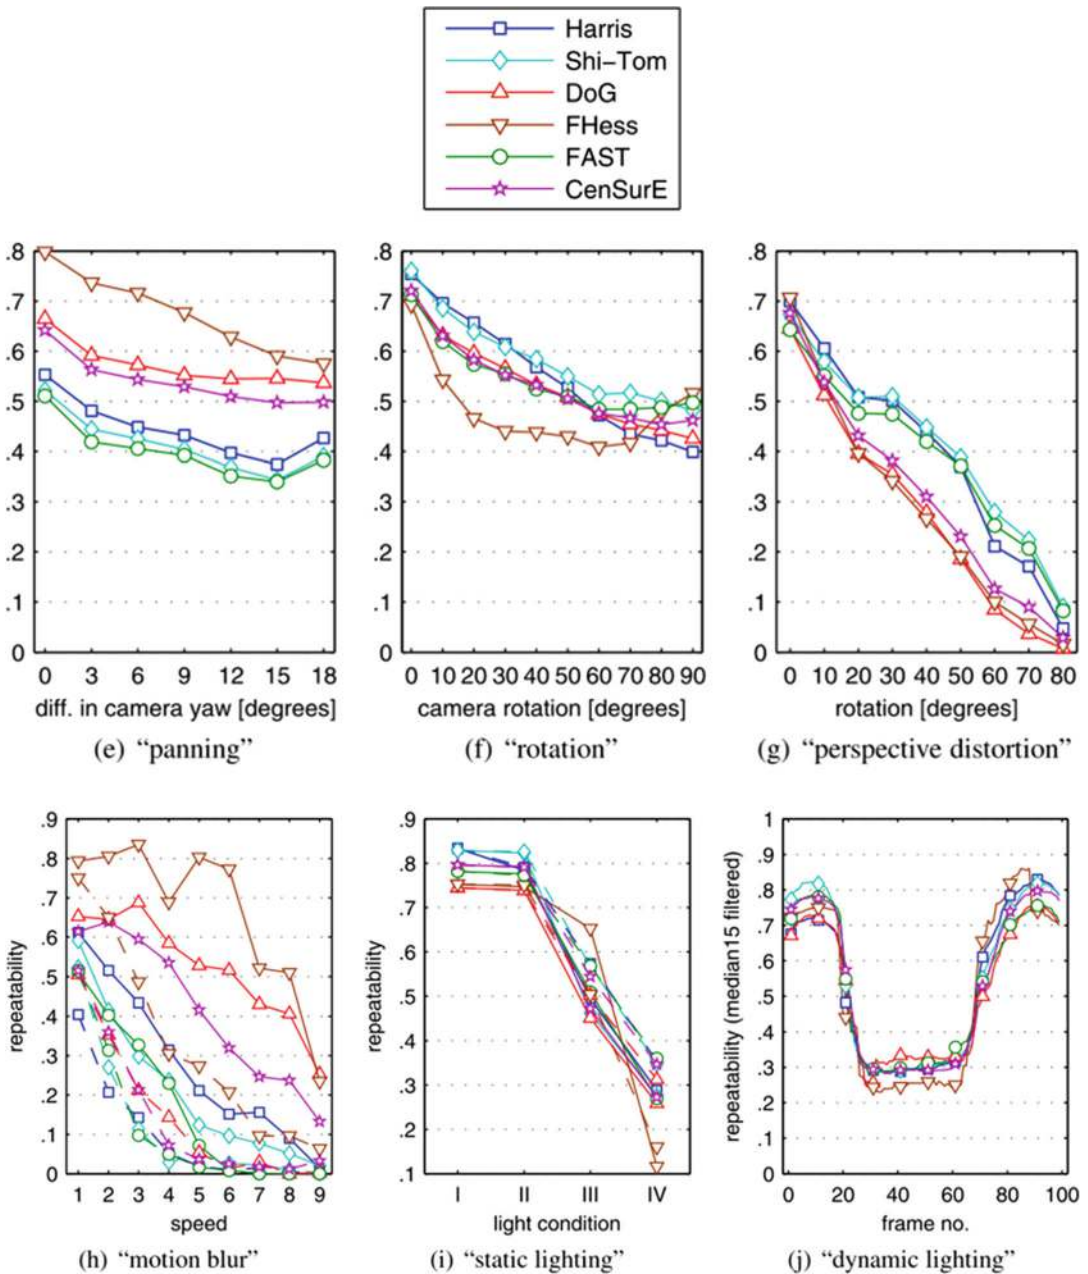 Harris
Shi-Tom
DoG
FHess
FAST
CenSurE
.8
.7
.6
.5
.4
.3
.2
.1
0
0 3 6 9 12 15 18
diff. in camera yaw [degrees]
(e) “panning”
.8
.7
.6
.5
.4
.3
.2
.1
0
0 10 20 30 40 50 60 70 80 90
camera rotation [degrees]
(f) “rotation”
.8
.7
.6
.5
.4
.3
.2
.1
0
0 10 20 30 40 50 60 70 80
rotation [degrees]
(g) “perspective distortion”
repeatability
.9
.8
.7
.6
.5
.4
.3
.2
.1
0
1 2 3 4 5 6 7 8 9
speed
(h) “motion blur”
repeatability
.9
.8
.7
.6
.5
.4
.3
.2
.1
I II III IV
light condition
(i) “static lighting”
repeatability (median15 filtered)
1
.9
.8
.7
.6
.5
.4
.3
.2
.1
0
0 20 40 60 80 100
frame no.
(j) “dynamic lighting”